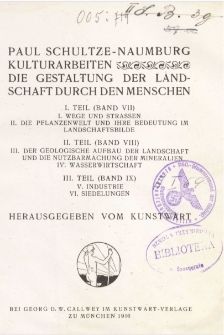 PAUL SCHULTZE-NAUMBURG
KULTURARBEITEN
DIE GESTALTUNG DER LAND-
SCHAFT DURCH DEN MENSCHEN
I. TEIL (BAND VII)
I. WEGE UND STRASSEN
II. DIE PFLANZENWELT UND IHRE BEDEUTUNG IM
LANDSCHAFTSBILDE
II. TEIL (BAND VIII)
III. DER GEOLOGISCHE AUFBAU DER LANDSCHAFT
UND DIE NUTZBARMACHUNG DER MINERALIEN
IV. WASSERWIRTSCHAFT
III. TEIL (BAND IX)
V. INDUSTRIE
VI. SIEDELUNGEN
HERAUSGEGEBEN VOM KUNSTWART
BIBLIOTEKA
BEI GEORG D. W. CALLWEY IM KUNSTWART-VERLAGE